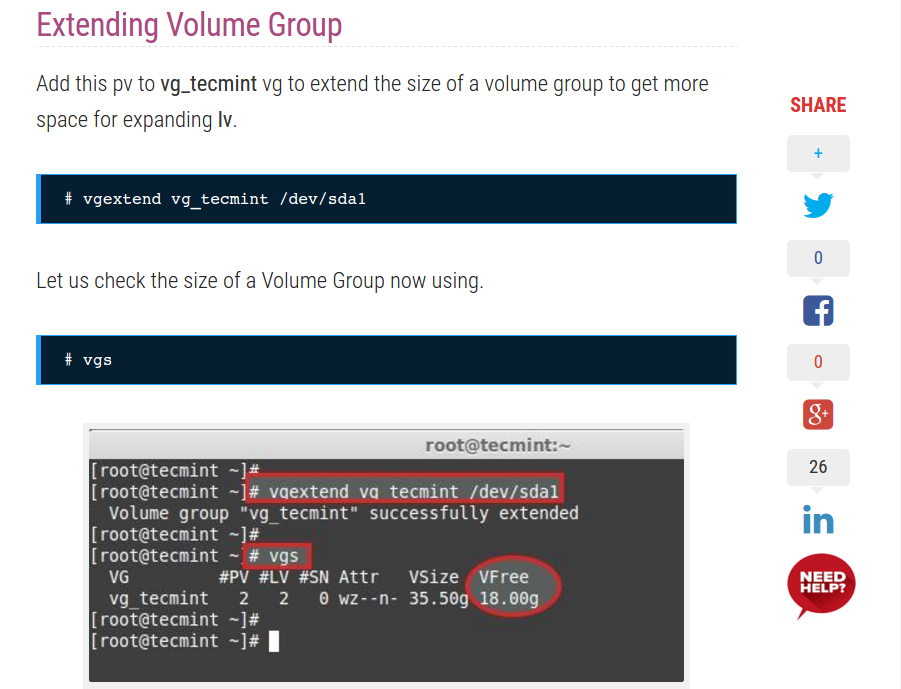 Extending Volume Group
Add this pv to vg_tecmint vg to extend the size of a volume group to get more
space for expanding lv.
# vgextend vg_tecmint /dev/sda1
Let us check the size of a Volume Group now using.
# vgs
root@tecmint:~
[root@tecmint ~]#
[root@tecmint ~]# vgextend vg_tecmint /dev/sda1
Volume group "vg_tecmint" successfully extended
[root@tecmint ~]#
[root@tecmint ~]# vgs
VG #PV #LV #SN Attr VSize VFree
vg_tecmint 2 2 0 wz--n- 35.50g 18.00g
[root@tecmint ~]#
[root@tecmint ~]#
SHARE
+
0
0
g+
26
in
NEED
HELP?